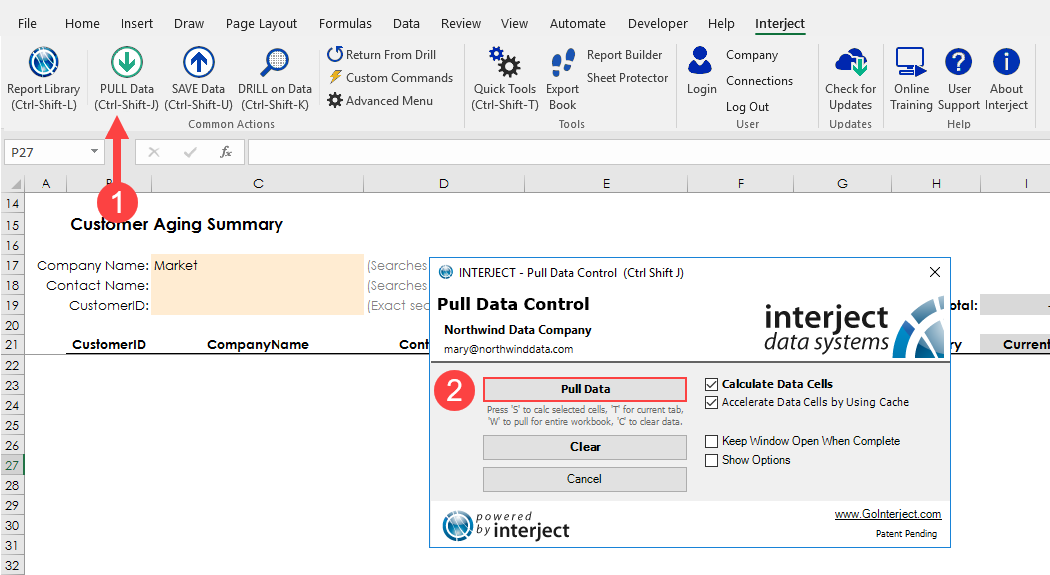 File Home Insert Draw Page Layout Formulas Data Review View Automate Developer Help Interject
Report Library
(Ctrl-Shift-L)
PULL Data
(Ctrl-Shift-J)
SAVE Data
(Ctrl-Shift-U)
DRILL on Data
(Ctrl-Shift-K)
Return From Drill
Custom Commands
Advanced Menu
Common Actions
Quick Tools
(Ctrl-Shift-T)
Export
Book
Report Builder
Sheet Protector
Tools
Login
Company
Connections
Log Out
User
Check for
Updates
Updates
Online
Training
User
Support
About
Interject
Help
P27
fx
A B C D E F G H I
1
14
15 Customer Aging Summary
16
17 Company Name: Market (Searches
18 Contact Name: (Searches
19 CustomerID: (Exact sec
otal:
20
21 CustomerID CompanyName Cont
ry Current
22
23
24
25
26
27
28
29
30
31
32
INTERJECT - Pull Data Control (Ctrl Shift J)
Pull Data Control
Northwind Data Company
mary@northwinddata.com
interject
data systems
2
Pull Data
Press 'S' to calc selected cells, 'T' for current tab,
'W' to pull for entire workbook, 'C' to clear data.
Clear
Cancel
Calculate Data Cells
Accelerate Data Cells by Using Cache
Keep Window Open When Complete
Show Options
powered
by interject
www.GoInterject.com
Patent Pending